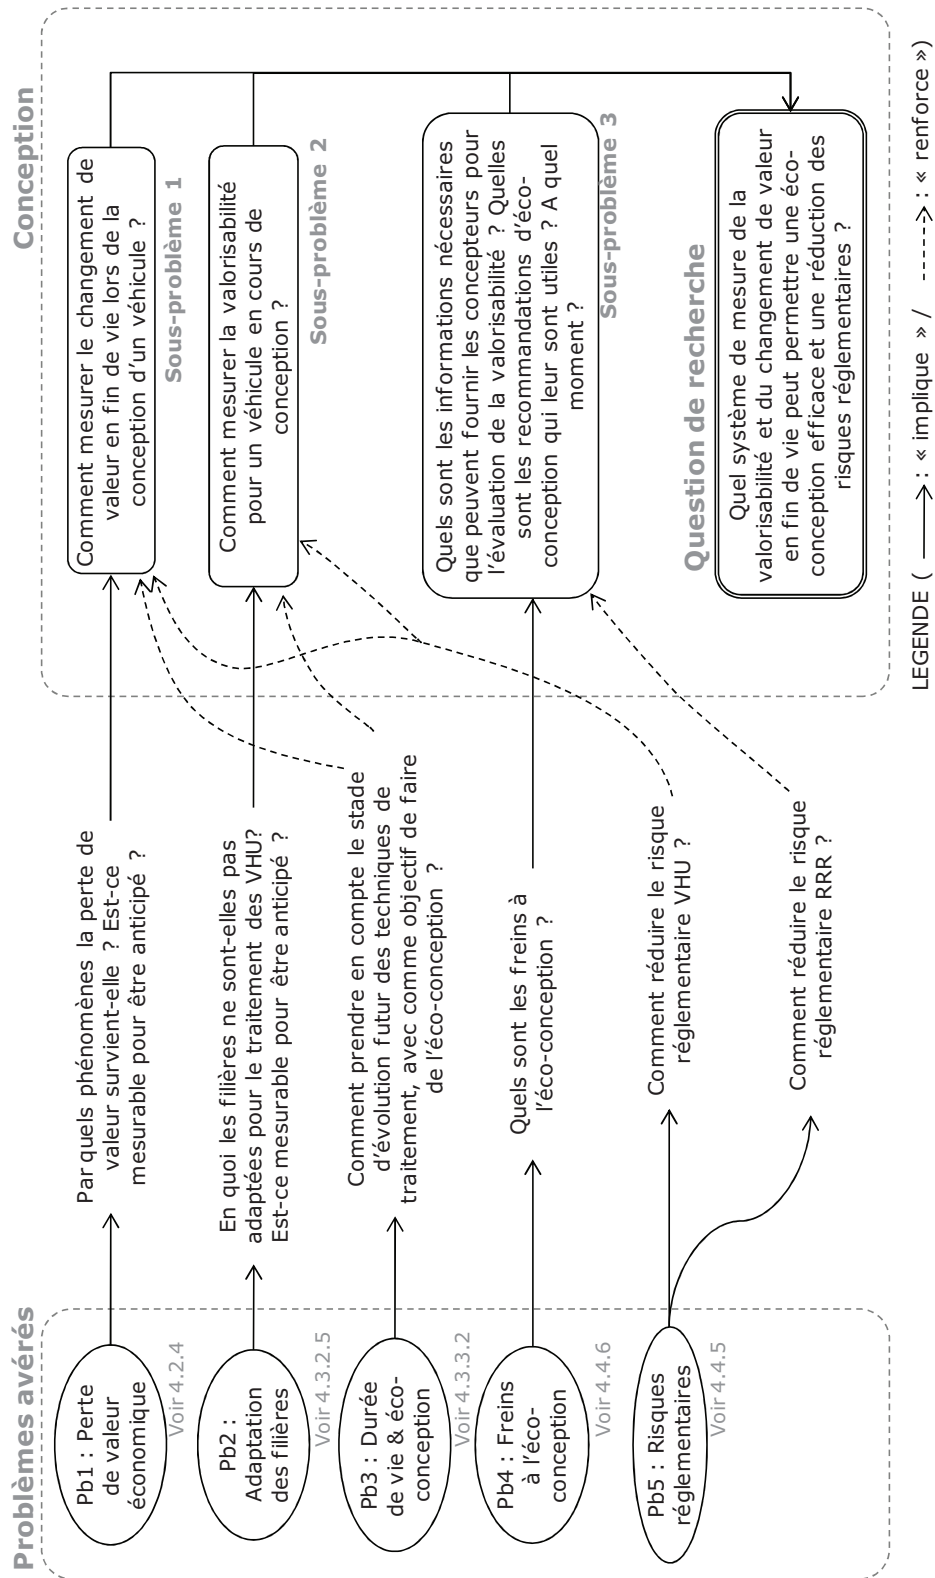 Problèmes avérés
Pb1 : Perte
de valeur
économique
Voir 4.2.4
Pb2 :
Adaptation
des filières
Voir 4.3.2.5
Pb3 : Durée
de vie & éco-
conception
Voir 4.3.3.2
Pb4 : Freins
à l'éco-
conception
Voir 4.4.6
Pb5 : Risques
réglementaires
Voir 4.4.5
Par quels phénomènes la perte de
valeur survient-elle ? Est-ce
mesurable pour être anticipé ?
En quoi les filières ne sont-elles pas
adaptées pour le traitement des VHU?
Est-ce mesurable pour être anticipé ?
Comment prendre en compte le stade
d'évolution futur des techniques de
traitement, avec comme objectif de faire
de l'éco-conception ?
Quels sont les freins à
l'éco-conception ?
Comment réduire le risque
réglementaire VHU ?
Comment réduire le risque
réglementaire RRR ?
Conception
Comment mesurer le changement de
valeur en fin de vie lors de la
conception d'un véhicule ?
Sous-problème 1
Comment mesurer la valorisabilité
pour un véhicule en cours de
conception ?
Sous-problème 2
Quels sont les informations nécessaires
que peuvent fournir les concepteurs pour
l'évaluation de la valorisabilité ? Quelles
sont les recommandations d'éco-
conception qui leur sont utiles ? A quel
moment ?
Sous-problème 3
Question de recherche
Quel système de mesure de la
valorisabilité et du changement de valeur
en fin de vie peut permettre une éco-
conception efficace et une réduction des
risques réglementaires ?
LEGENDE ( : « implique » / : « renforce »)